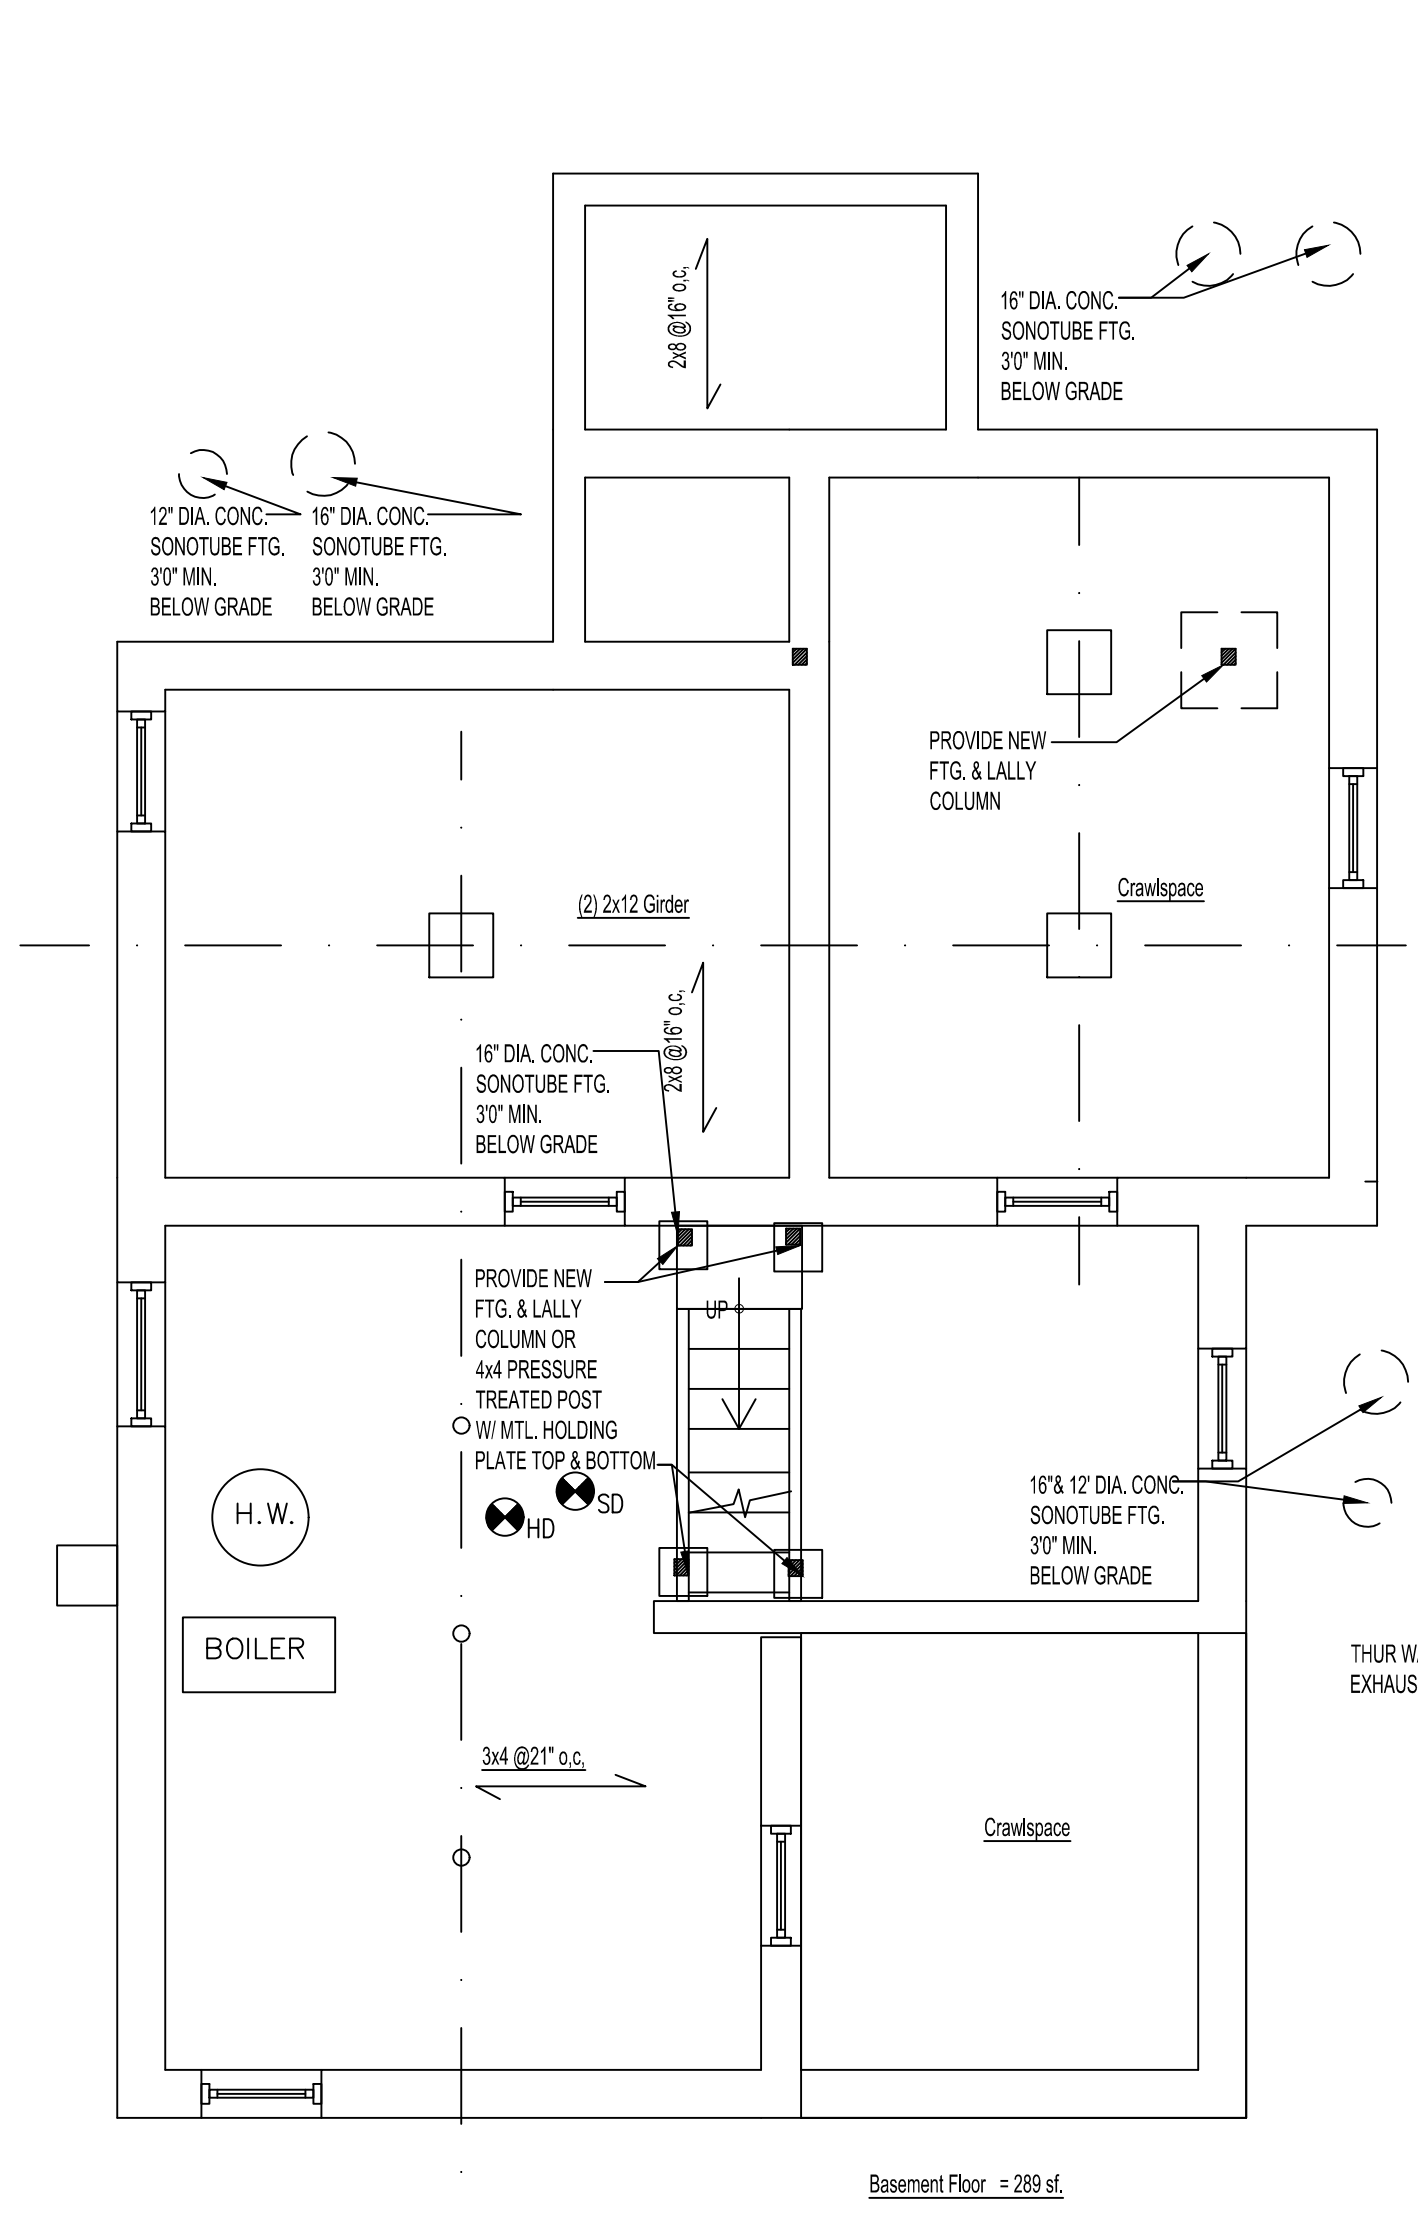 2x8 @16" o,c,
16" DIA. CONC.
SONOTUBE FTG.
3'0" MIN.
BELOW GRADE
12" DIA. CONC.
SONOTUBE FTG.
3'0" MIN.
BELOW GRADE
16" DIA. CONC.
SONOTUBE FTG.
3'0" MIN.
BELOW GRADE
PROVIDE NEW
FTG. & LALLY
COLUMN
Crawlspace
(2) 2x12 Girder
2x8 @16" o,c,
16" DIA. CONC.
SONOTUBE FTG.
3'0" MIN.
BELOW GRADE
PROVIDE NEW
FTG. & LALLY
COLUMN OR
4x4 PRESSURE
TREATED POST
W/ MTL. HOLDING
PLATE TOP & BOTTOM
UP
H.W.
HD
SD
16"& 12' DIA. CONC.
SONOTUBE FTG.
3'0" MIN.
BELOW GRADE
BOILER
THUR W
EXHAUS
3x4 @21" o,c,
Crawlspace
Basement Floor = 289 sf.